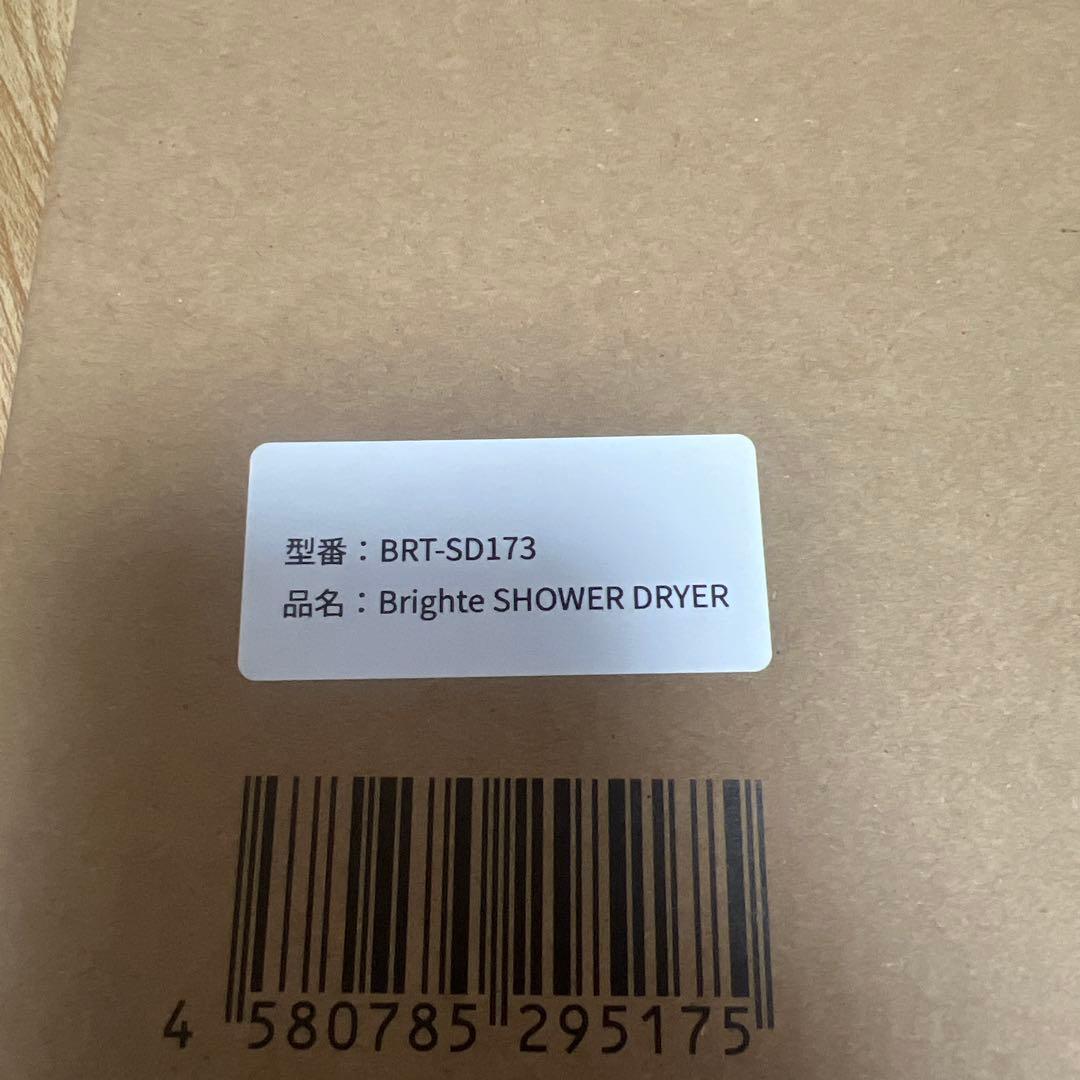 型番：BRT-SD173
品名：Brighte SHOWER DRYER
4 580785 295175